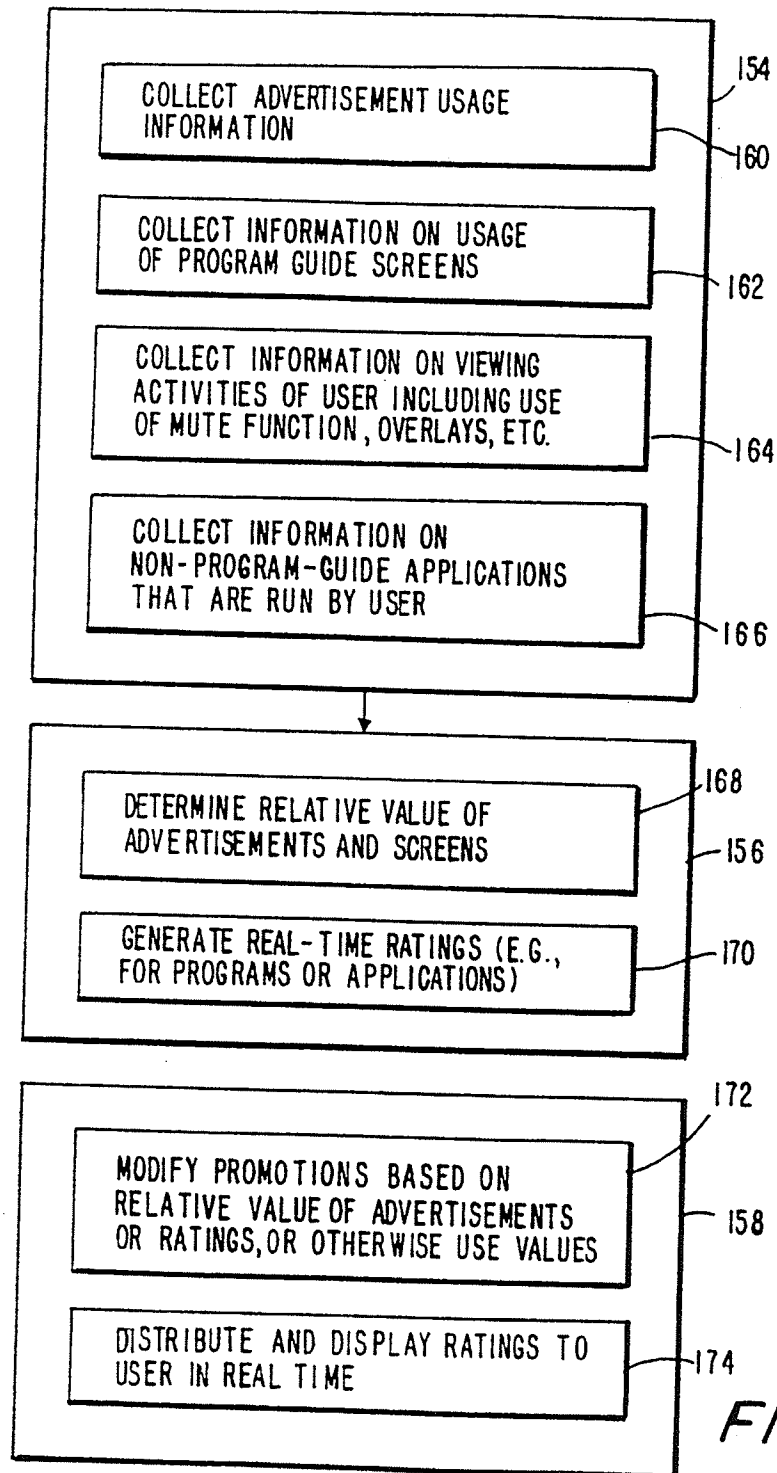 154
COLLECT ADVERTISEMENT USAGE
INFORMATION
160
COLLECT INFORMATION ON USAGE
OF PROGRAM GUIDE SCREENS
162
COLLECT INFORMATION ON VIEWING
ACTIVITIES OF USER INCLUDING USE
OF MUTE FUNCTION, OVERLAYS, ETC.
164
COLLECT INFORMATION ON
NON-PROGRAM-GUIDE APPLICATIONS
THAT ARE RUN BY USER
166
168
DETERMINE RELATIVE VALUE OF
ADVERTISEMENTS AND SCREENS
156
GENERATE REAL-TIME RATINGS (E.G.,
FOR PROGRAMS OR APPLICATIONS)
170
172
MODIFY PROMOTIONS BASED ON
RELATIVE VALUE OF ADVERTISEMENTS
OR RATINGS, OR OTHERWISE USE VALUES
158
DISTRIBUTE AND DISPLAY RATINGS TO
USER IN REAL TIME
174